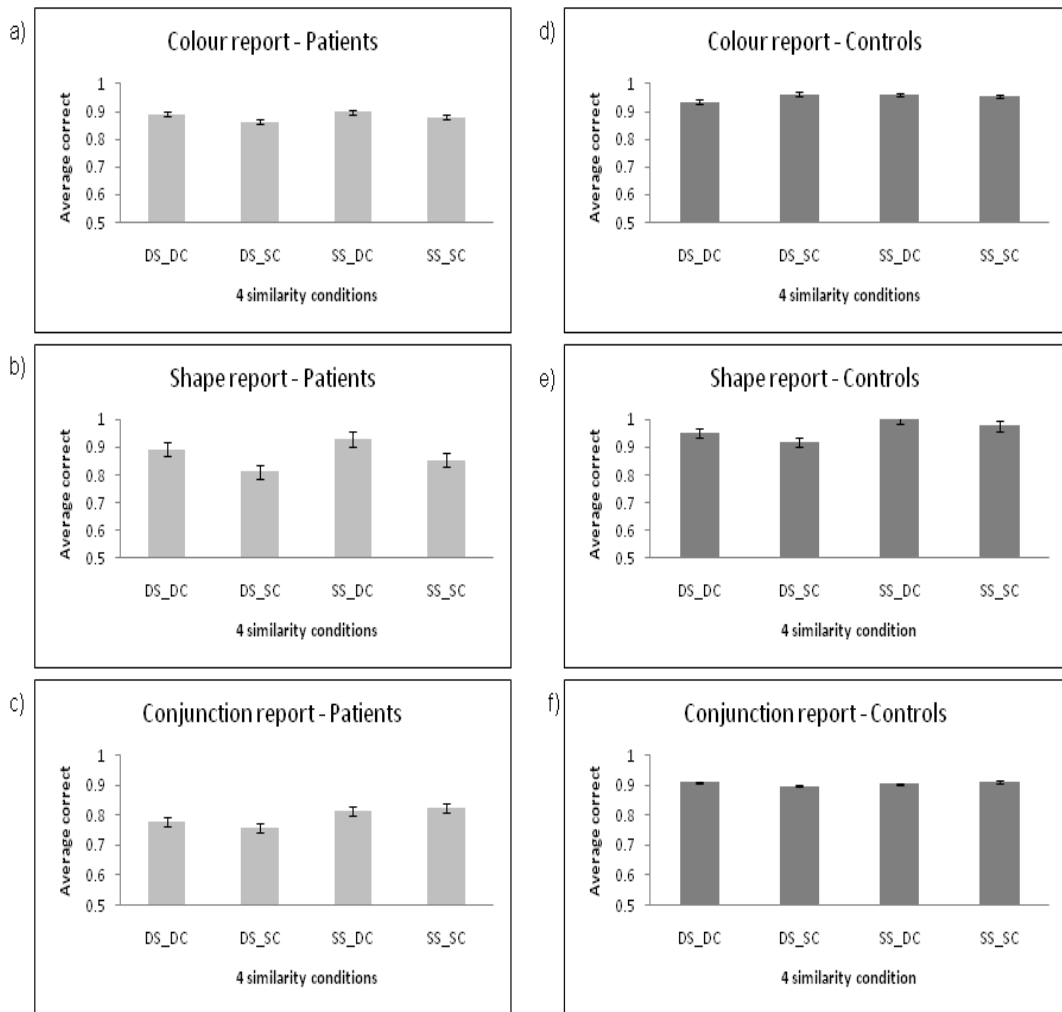 a)
Colour report - Patients
Average correct
1
0.9
0.8
0.7
0.6
0.5
DS_DC DS_SC SS_DC SS_SC
4 similarity conditions
d)
Colour report - Controls
Average correct
1
0.9
0.8
0.7
0.6
0.5
DS_DC DS_SC SS_DC SS_SC
4 similarity conditions
b)
Shape report - Patients
Average correct
1
0.9
0.8
0.7
0.6
0.5
DS_DC DS_SC SS_DC SS_SC
4 similarity conditions
e)
Shape report - Controls
Average correct
1
0.9
0.8
0.7
0.6
0.5
DS_DC DS_SC SS_DC SS_SC
4 similarity condition
c)
Conjunction report - Patients
Average correct
1
0.9
0.8
0.7
0.6
0.5
DS_DC DS_SC SS_DC SS_SC
4 similarity conditions
f)
Conjunction report - Controls
Average correct
1
0.9
0.8
0.7
0.6
0.5
DS_DC DS_SC SS_DC SS_SC
4 similarity conditions